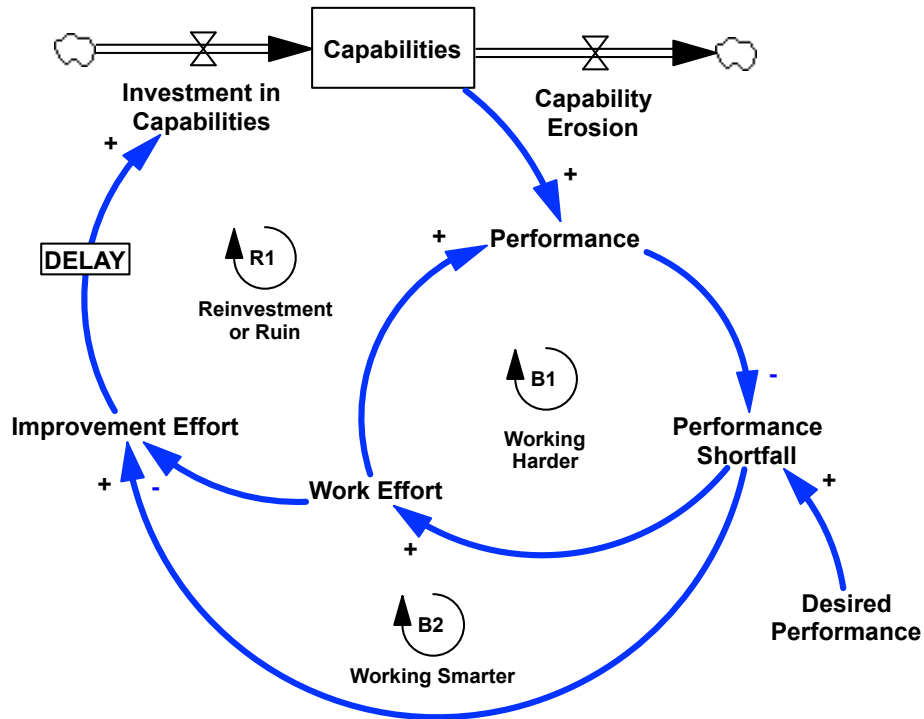 Capabilities
Investment in
Capabilities
Capability
Erosion
+
+
+
Performance
R1
DELAY
Reinvestment
or Ruin
B1
-
Improvement Effort
Working
Harder
Performance
Shortfall
+
-
Work Effort
+
+
B2
Desired
Performance
Working Smarter